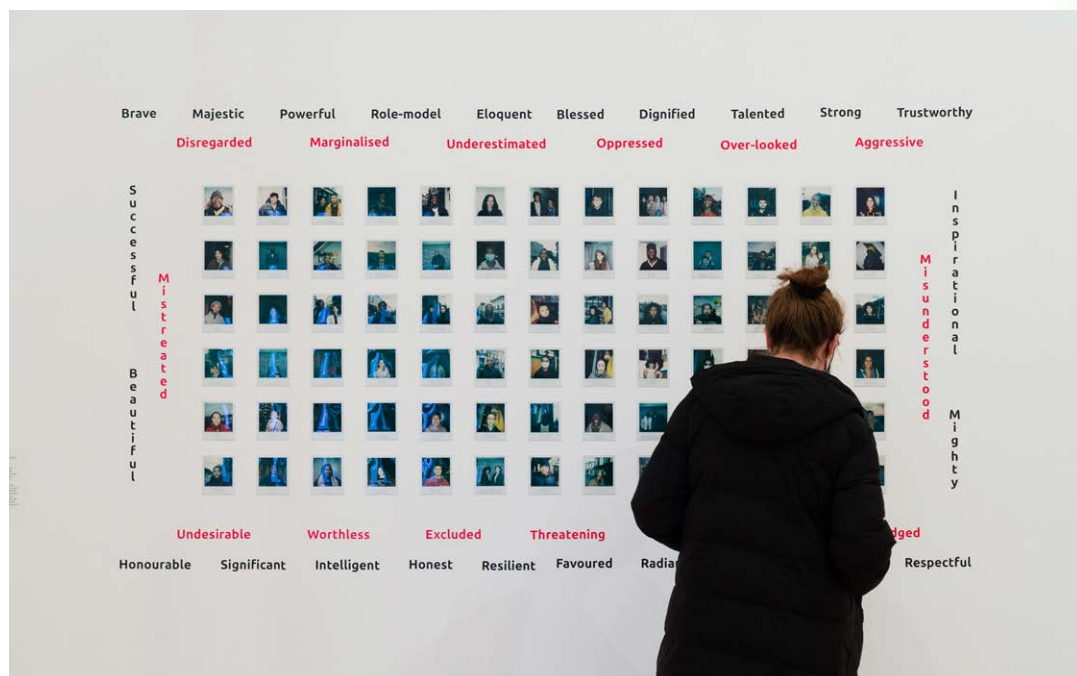 Brave Majestic Powerful Role-model Eloquent Blessed Dignified Talented Strong Trustworthy
Disregarded Marginalised Underestimated Oppressed Over-looked Aggressive
Successful
Mistreated
Beautiful
Inspirational
Misunderstoood
Mighty
Undesirable Worthless Excluded Threatening
Honourable Significant Intelligent Honest Resilient Favoured Respectful